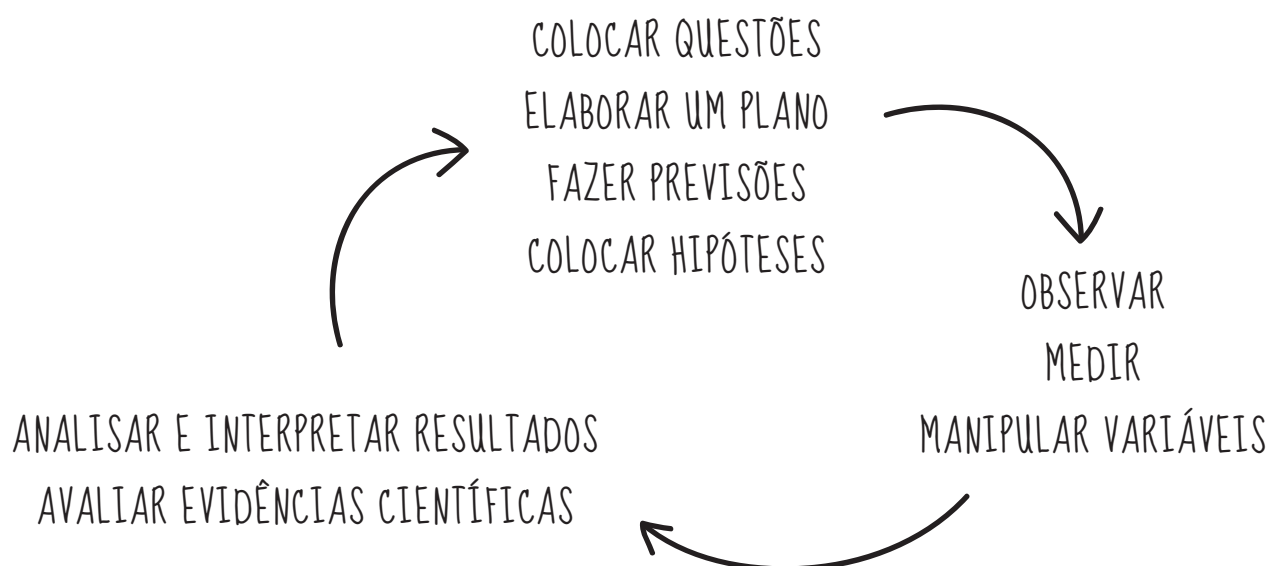 COLOCAR QUESTÕES
ELABORAR UM PLANO
FAZER PREVISÕES
COLOCAR HIPÓTESES
OBSERVAR
MEDIR
MANIPULAR VARIÁVEIS
ANALISAR E INTERPRETAR RESULTADOS
AVALIAR EVIDÊNCIAS CIENTÍFICAS